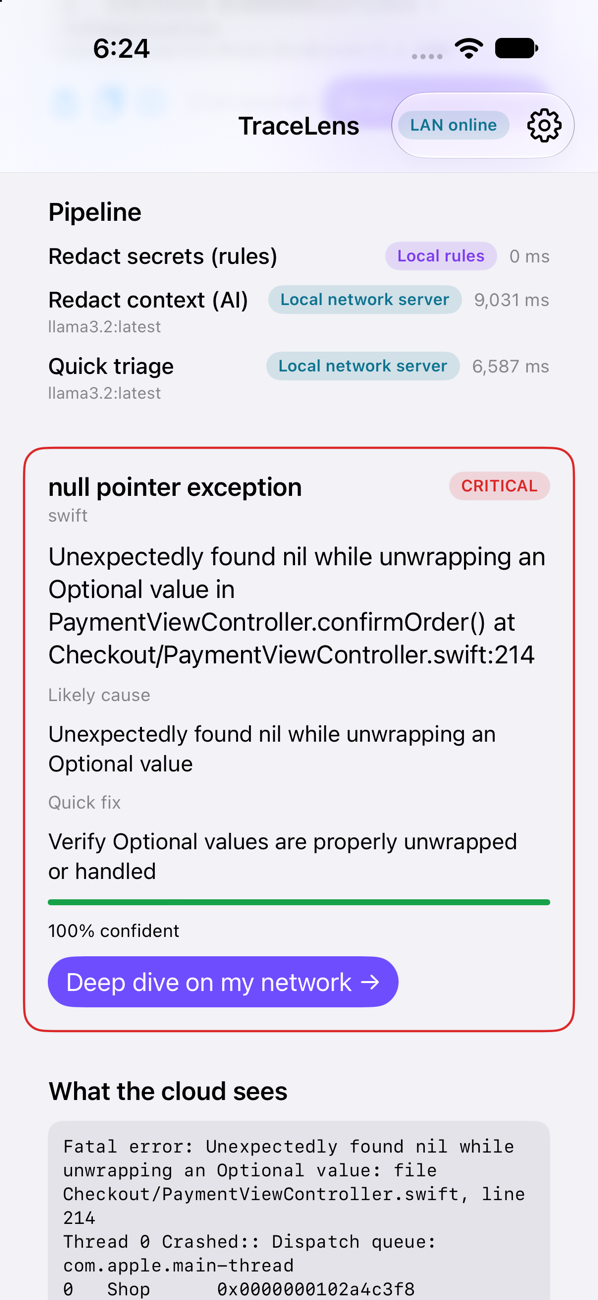 6:24
TraceLens
LAN online
Pipeline
Redact secrets (rules)
Local rules
0 ms
Redact context (AI)
Local network server
9,031 ms
llama3.2:latest
Quick triage
Local network server
6,587 ms
llama3.2:latest
null pointer exception
CRITICAL
swift
Unexpectedly found nil while unwrapping an
Optional value in
PaymentViewController.confirmOrder() at
Checkout/PaymentViewController.swift:214
Likely cause
Unexpectedly found nil while unwrapping an
Optional value
Quick fix
Verify Optional values are properly unwrapped
or handled
100% confident
Deep dive on my network →
What the cloud sees
Fatal error: Unexpectedly found nil while
unwrapping an Optional value: file
Checkout/PaymentViewController.swift, line
214
Thread 0 Crashed:: Dispatch queue:
com.apple.main-thread
0 Shop 0x0000000102a4c3f8